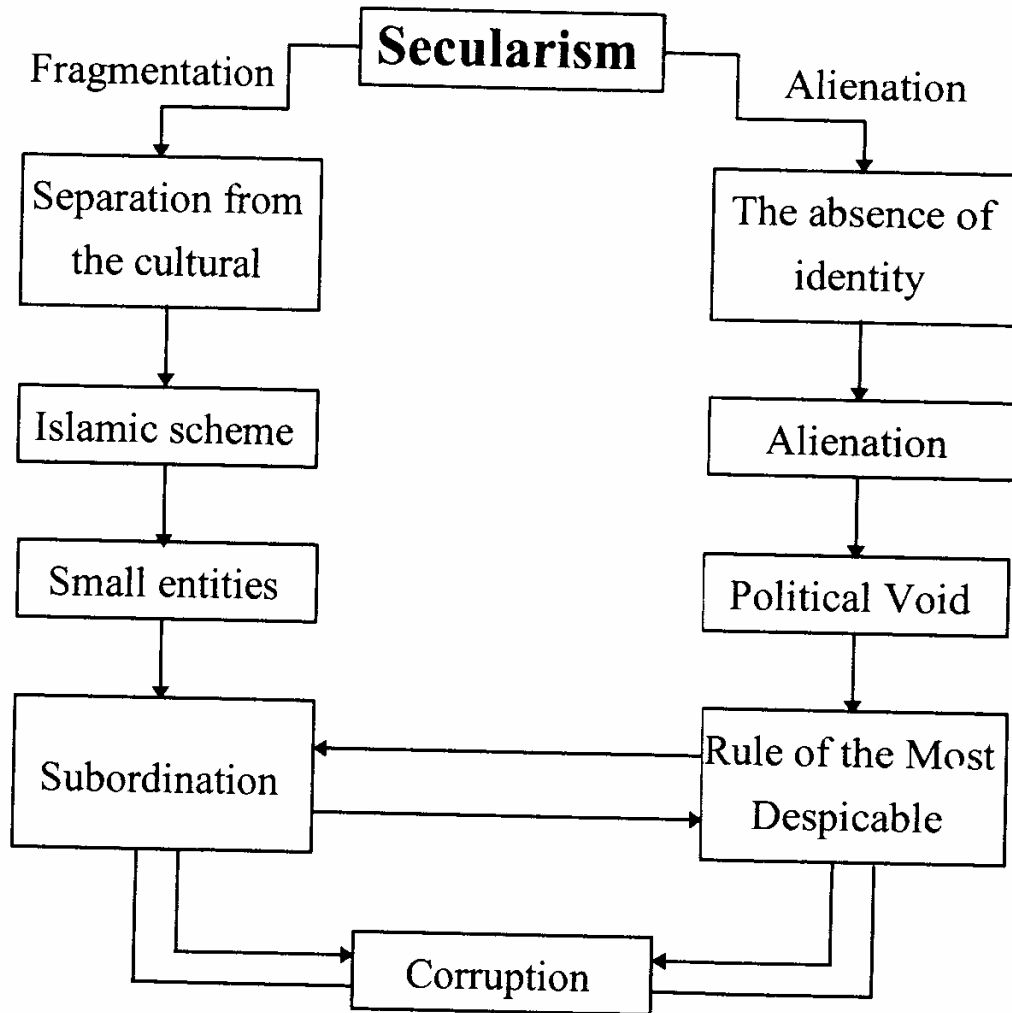 Secularism
Fragmentation
Alienation
Separation from
the cultural
The absence of
identity
Islamic scheme
Alienation
Small entities
Political Void
Subordination
Rule of the Most
Despicable
Corruption